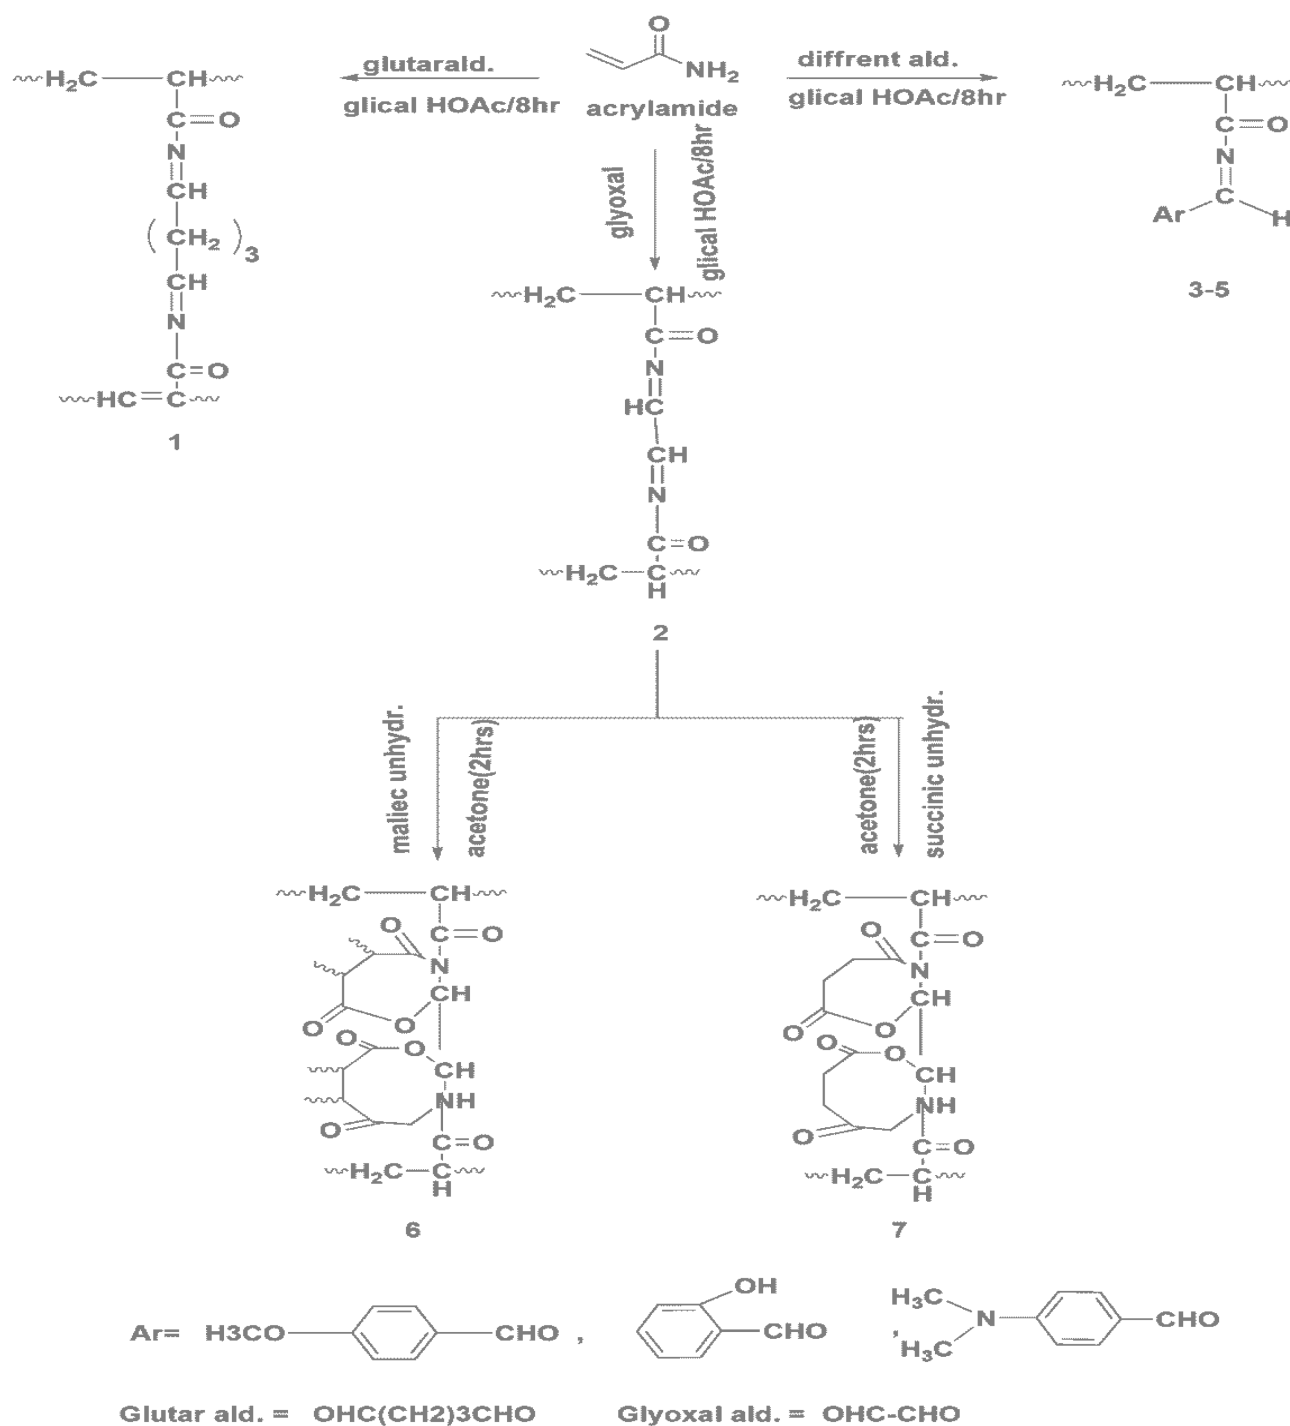 O
NH2
acrylamide
glutarald.
glical HOAc/8hr
diffrent ald.
glical HOAc/8hr
glyoxal
glical HOAc/8hr
H2C CH
C=O
N
CH
(CH2)3
CH
N
C=O
HC=C
1
H2C CH
C=O
N
HC
CH
N
C=O
H2C C
H
2
H2C CH
C=O
N
C
Ar H
3-5
maliec unhydr.
acetone(2hrs)
acetone(2hrs)
succinic unhydr.
H2C CH
O C=O
N
CH
O O
O O
CH
NH
O C=O
H2C C
H
6
H2C CH
O C=O
N
CH
O O
O O
CH
NH
O C=O
H2C C
H
7
Ar= H3CO CHO ,
OH
CHO
,
H3C
N CHO
H3C
Glutar ald. = OHC(CH2)3CHO Glyoxal ald. = OHC-CHO